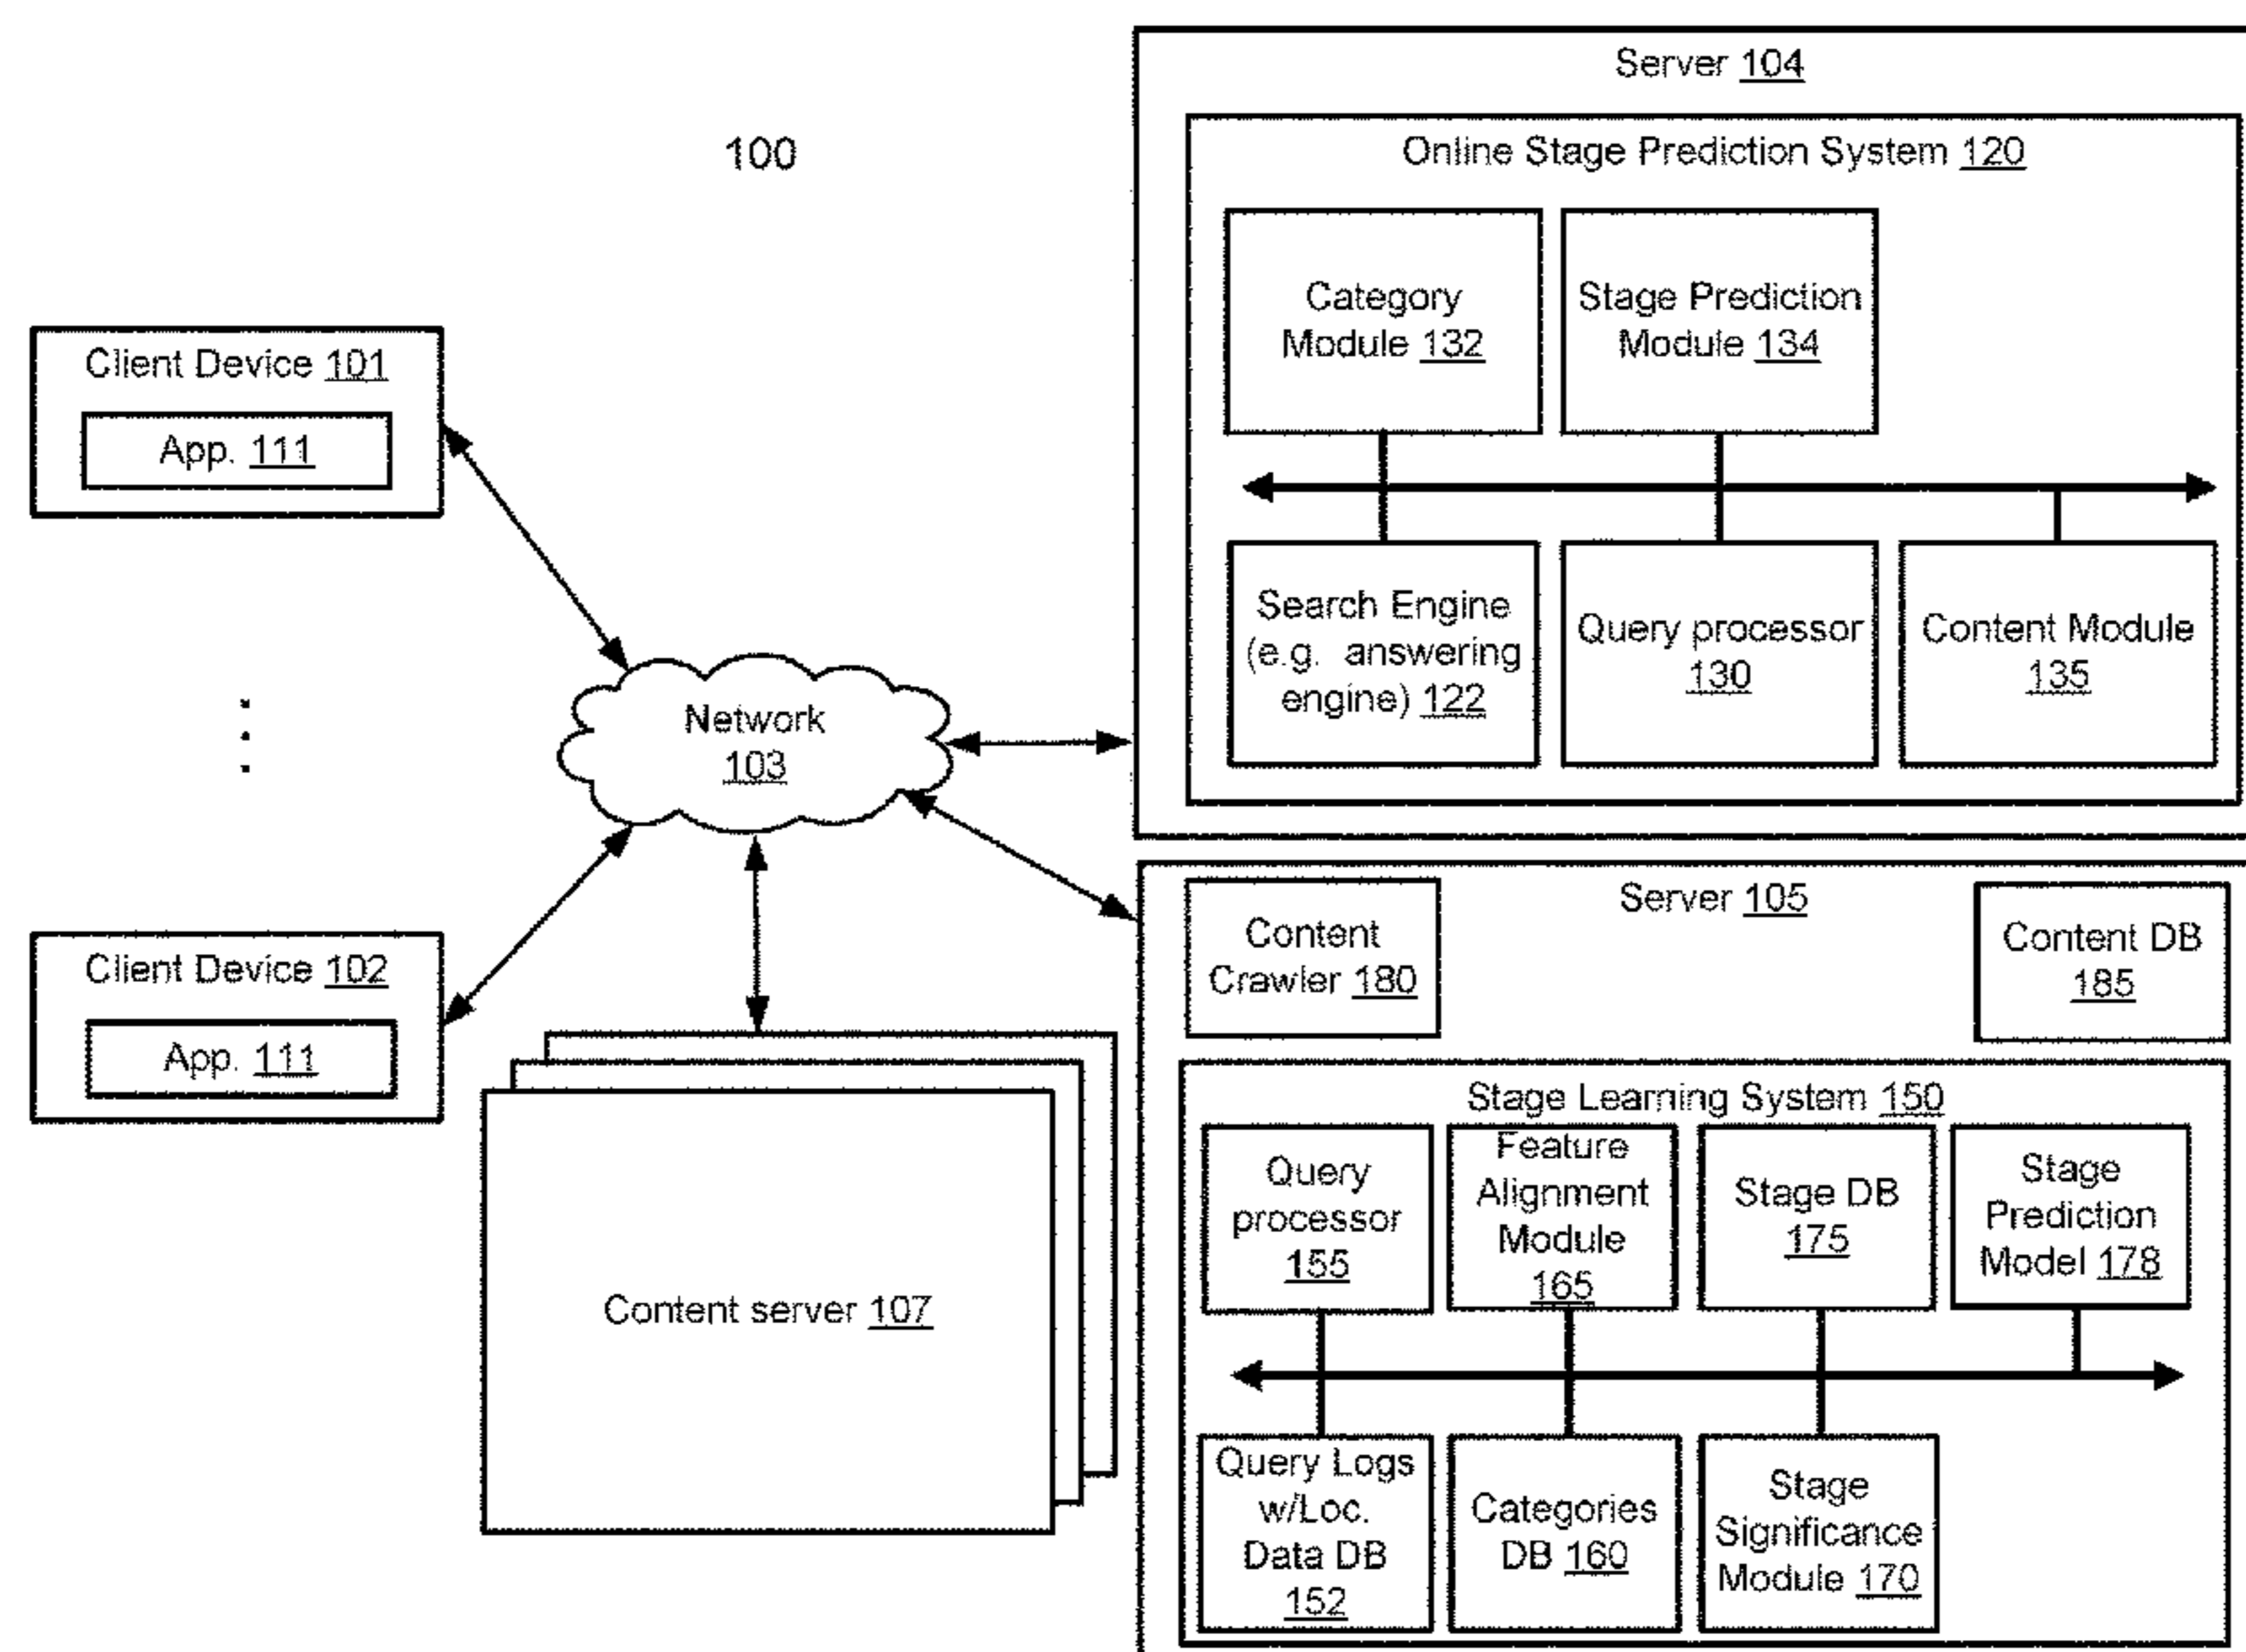 100
Client Device 101
App. 111
Client Device 102
App. 111
Network
103
Content server 107
Server 104
Online Stage Prediction System 120
Category
Module 132
Stage Prediction
Module 134
Search Engine
(e.g. answering
engine) 122
Query processor
130
Content Module
135
Server 105
Content
Crawler 180
Content DB
185
Stage Learning System 150
Query
processor
155
Feature
Alignment
Module
165
Stage DB
175
Stage
Prediction
Model 178
Query Logs
w/Loc.
Data DB
152
Categories
DB 160
Stage
Significance
Module 170